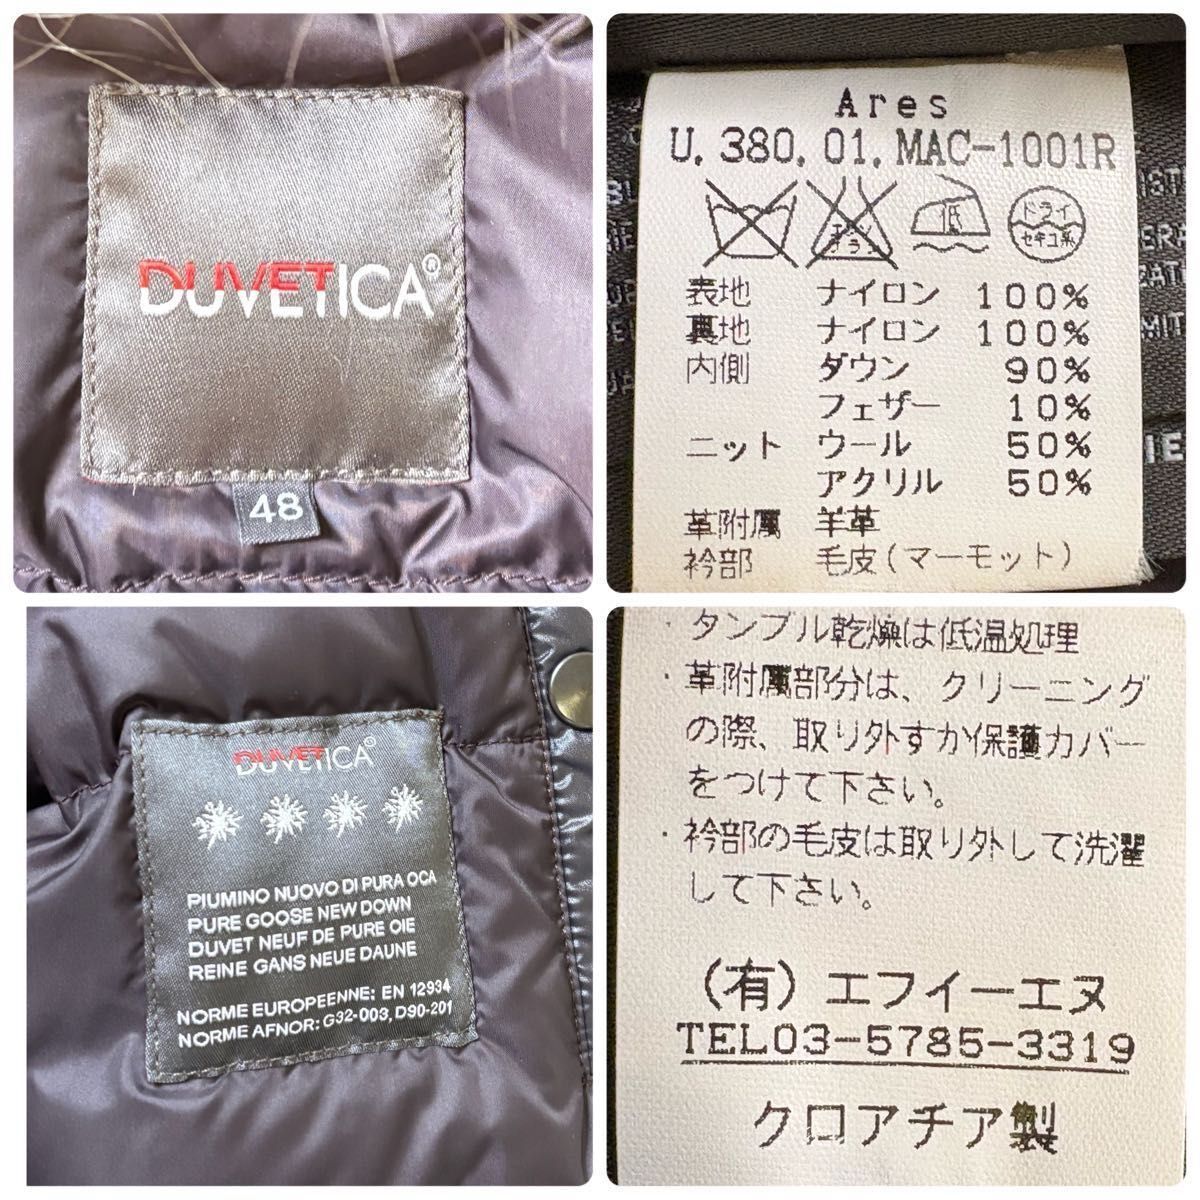 DUVETICA®
48
Ares
U.380.01.MAC-1001R
低
ドライ
セキユ系
表地 ナイロン 100%
裏地 ナイロン 100%
内側 ダウン 90%
フェザー 10%
ニット ウール 50%
アクリル 50%
革附属 羊革
衿部 毛皮(マーモット)
DUVETICA®
PIUMINO NUOVO DI PURA OCA
PURE GOOSE NEW DOWN
DUVET NEUF DE PURE OIE
REINE GANS NEUE DAUNE
NORME EUROPEENNE: EN 12934
NORME AFNOR: G32-003, D90-201
・タンブル乾燥は低温処理
・革附属部分は、クリーニング
の際、取り外すか保護カバー
をつけて下さい。
・衿部の毛皮は取り外して洗濯
して下さい。
(有)エフイーエヌ
TEL03-5785-3319
クロアチア製